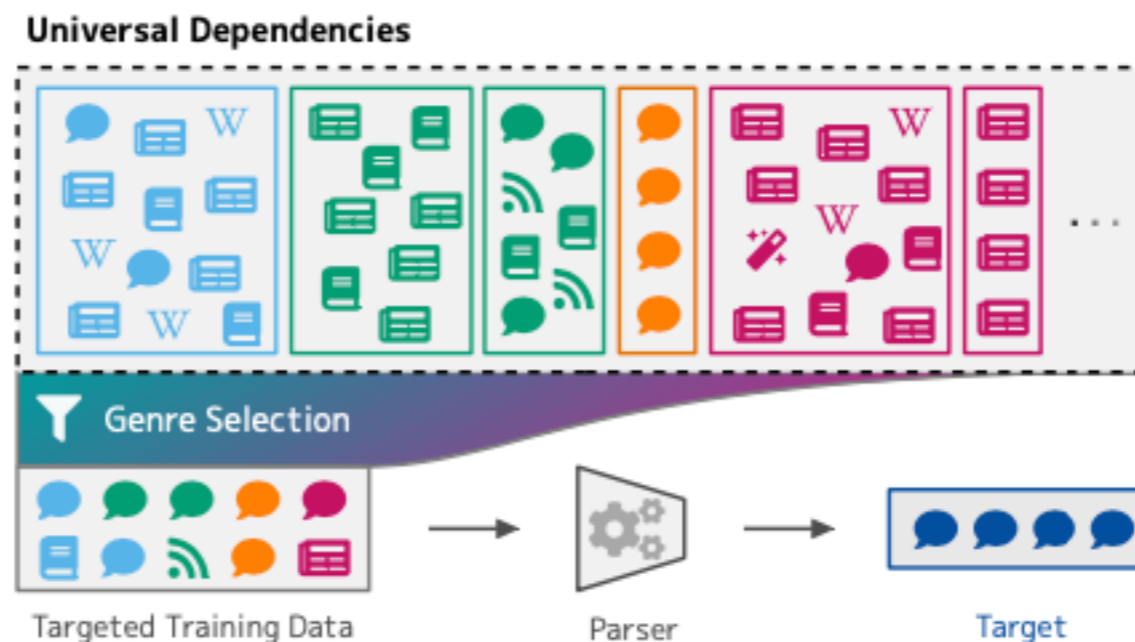 Universal Dependencies
W
W
W
W
W
...
Genre Selection
Targeted Training Data
Parser
Target